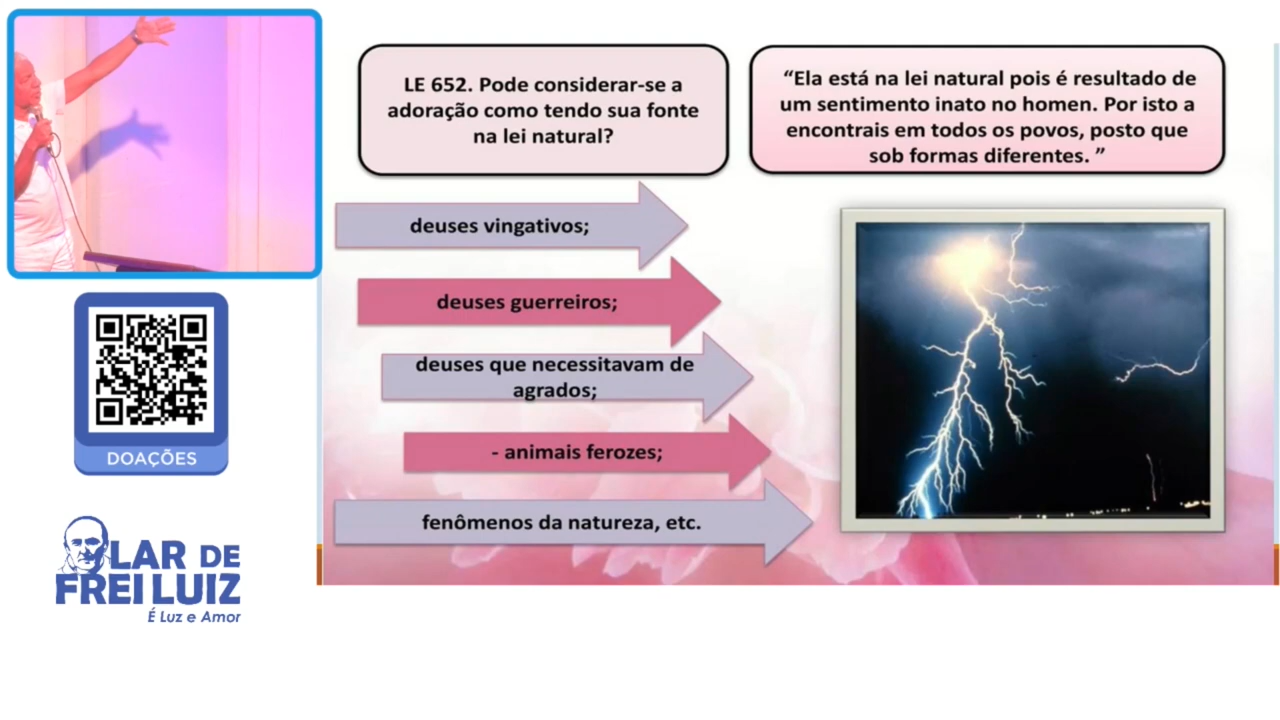 LE 652. Pode considerar-se a
adoração como tendo sua fonte
na lei natural?
“Ela está na lei natural pois é resultado de
um sentimento inato no homen. Por isto a
encontrais em todos os povos, posto que
sob formas diferentes. ”
deuses vingativos;
deuses guerreiros;
deuses que necessitavam de
agrados;
- animais ferozes;
fenômenos da natureza, etc.
DOAÇÕES
LAR DE
FREI LUIZ
É Luz e Amor